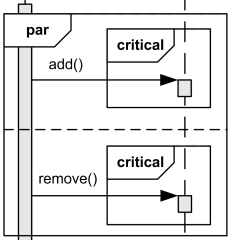 par
critical
add()
critical
remove()